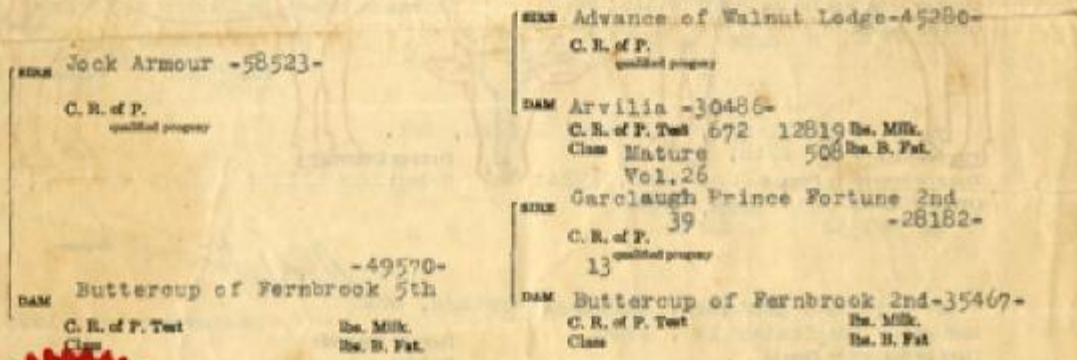 SIRE Jock Armour -58523-
C. R. of P.
qualified progeny
-49570-
DAM Buttercup of Fernbrook 5th
C. R. of P. Test lbs. Milk.
Class lbs. B. Fat.
SIRE Advance of Walnut Lodge-45280-
C. R. of P.
qualified progeny
DAM Arvilia -30486-
C. R. of P. Test 672 12819 lbs. Milk.
Class Mature 508 lbs. B. Fat.
Vol.26
SIRE Garclaugh Prince Fortune 2nd
39 -28182-
C. R. of P.
qualified progeny
13
DAM Buttercup of Fernbrook 2nd-35467-
C. R. of P. Test lbs. Milk.
Class lbs. B. Fat